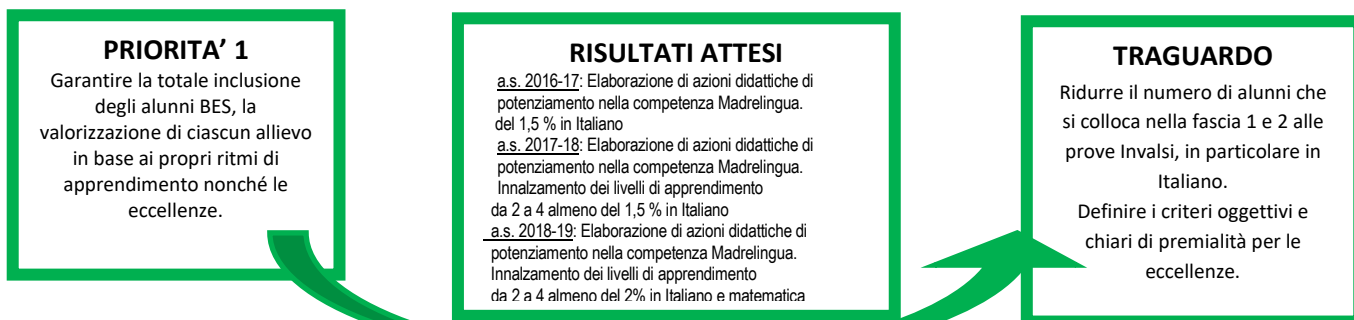 PRIORITA’ 1
Garantire la totale inclusione
degli alunni BES, la
valorizzazione di ciascun allievo
in base ai propri ritmi di
apprendimento nonché le
eccellenze.
RISULTATI ATTESI
a.s. 2016-17: Elaborazione di azioni didattiche di
potenziamento nella competenza Madrelingua.
del 1,5 % in Italiano
a.s. 2017-18: Elaborazione di azioni didattiche di
potenziamento nella competenza Madrelingua.
Innalzamento dei livelli di apprendimento
da 2 a 4 almeno del 1,5 % in Italiano
a.s. 2018-19: Elaborazione di azioni didattiche di
potenziamento nella competenza Madrelingua.
Innalzamento dei livelli di apprendimento
da 2 a 4 almeno del 2% in Italiano e matematica
TRAGUARDO
Ridurre il numero di alunni che
si colloca nella fascia 1 e 2 alle
prove Invalsi, in particolare in
Italiano.
Definire i criteri oggettivi e
chiari di premialità per le
eccellenze.